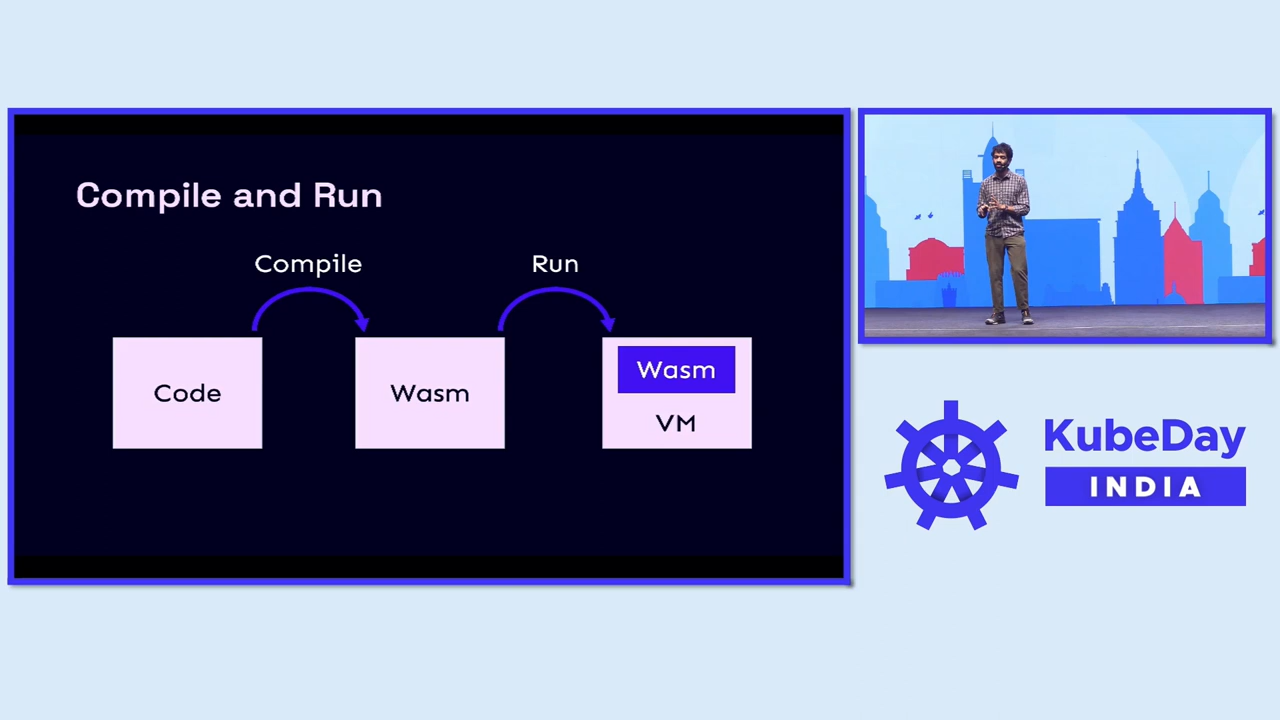 Compile and Run
Compile
Run
Code
Wasm
Wasm
VM
KubeDay
INDIA